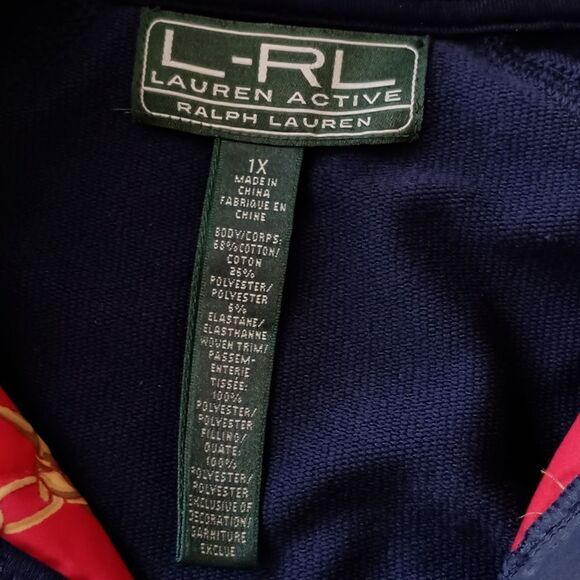 L-RL
LAUREN ACTIVE
RALPH LAUREN
1X
MADE IN
CHINA
FABRIQUE EN
CHINE
BODY/CORPS:
68% COTTON/
COTON
26%
POLYESTER/
POLYESTER
6%
ELASTANE/
ELASTHANNE
WOVEN TRIM/
PASSEM-
ENTERIE
TISSÉE:
100%
POLYESTER/
POLYESTER
FILLING/
OUATE:
100%
POLYESTER/
POLYESTER
EXCLUSIVE OF
DECORATION/
GARNITURE
EXCLUE